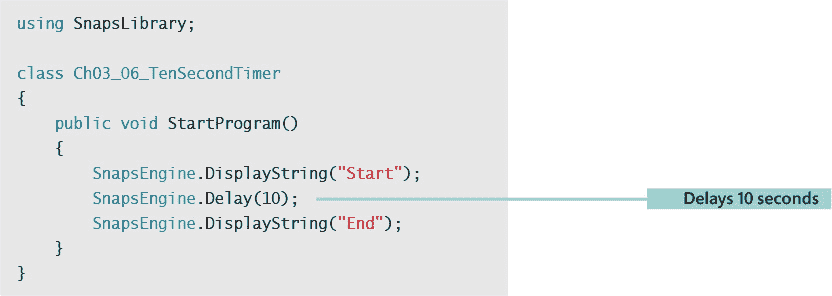 using SnapsLibrary;
class Ch03_06_TenSecondTimer
{
public void StartProgram()
{
SnapsEngine.DisplayString("Start");
SnapsEngine.Delay(10);
Delays 10 seconds
SnapsEngine.DisplayString("End");
}
}